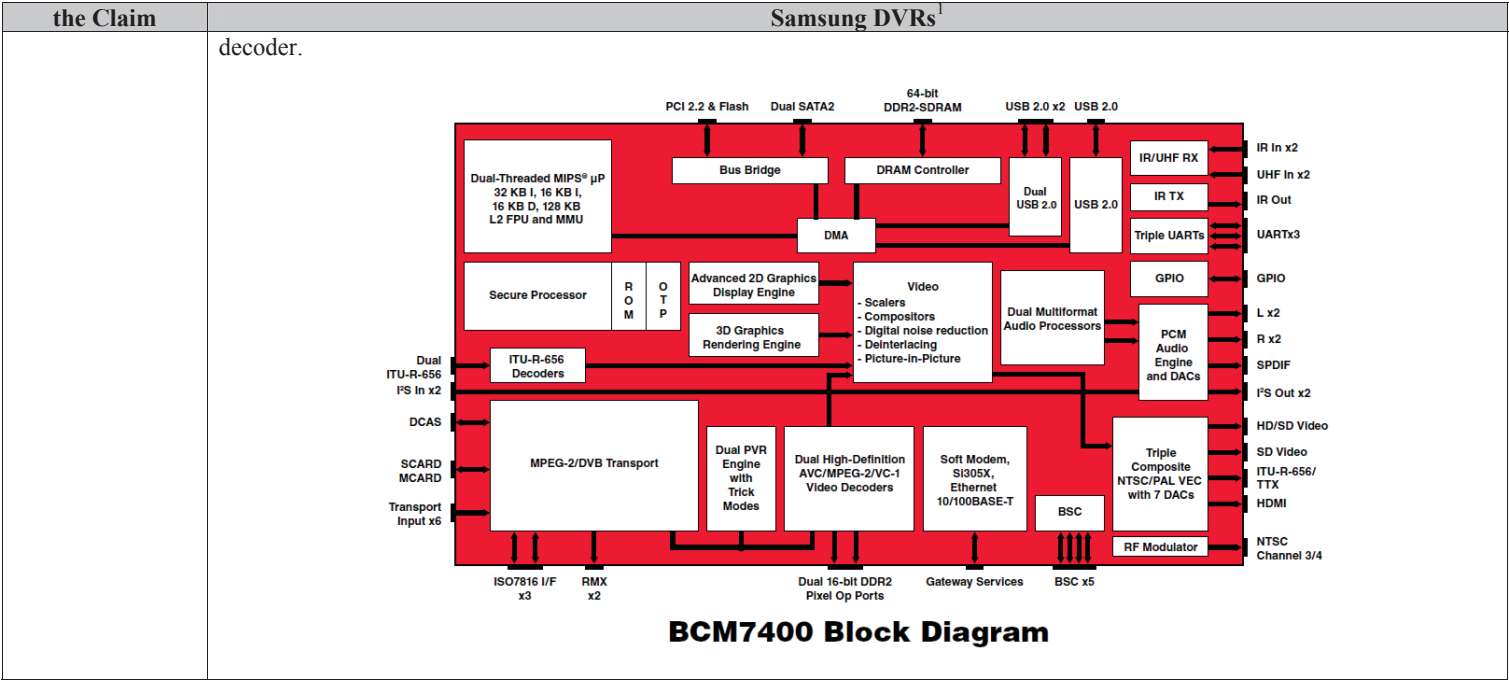 the Claim
Samsung DVRs1
decoder.
PCI 2.2 & Flash
Dual SATA2
64-bit
DDR2-SDRAM
USB 2.0 x2
USB 2.0
Dual-Threaded MIPS® µP
32 KB I, 16 KB I,
16 KB D, 128 KB
L2 FPU and MMU
Bus Bridge
DRAM Controller
Dual
USB 2.0
USB 2.0
IR/UHF RX
IR TX
Triple UARTs
GPIO
IR In x2
UHF In x2
IR Out
UARTx3
GPIO
DMA
Secure Processor
R
O
M
O
T
P
Advanced 2D Graphics
Display Engine
3D Graphics
Rendering Engine
Video
- Scalers
- Compositors
- Digital noise reduction
- Deinterlacing
- Picture-in-Picture
Dual Multiformat
Audio Processors
PCM
Audio
Engine
and DACs
L x2
R x2
SPDIF
I²S Out x2
Dual
ITU-R-656
I²S In x2
ITU-R-656
Decoders
DCAS
SCARD
MCARD
Transport
Input x6
MPEG-2/DVB Transport
Dual PVR
Engine
with
Trick
Modes
Dual High-Definition
AVC/MPEG-2/VC-1
Video Decoders
Soft Modem,
Si305X,
Ethernet
10/100BASE-T
BSC
Triple
Composite
NTSC/PAL VEC
with 7 DACs
RF Modulator
HD/SD Video
SD Video
ITU-R-656/
TTX
HDMI
NTSC
Channel 3/4
ISO7816 I/F
x3
RMX
x2
Dual 16-bit DDR2
Pixel Op Ports
Gateway Services
BSC x5
BCM7400 Block Diagram